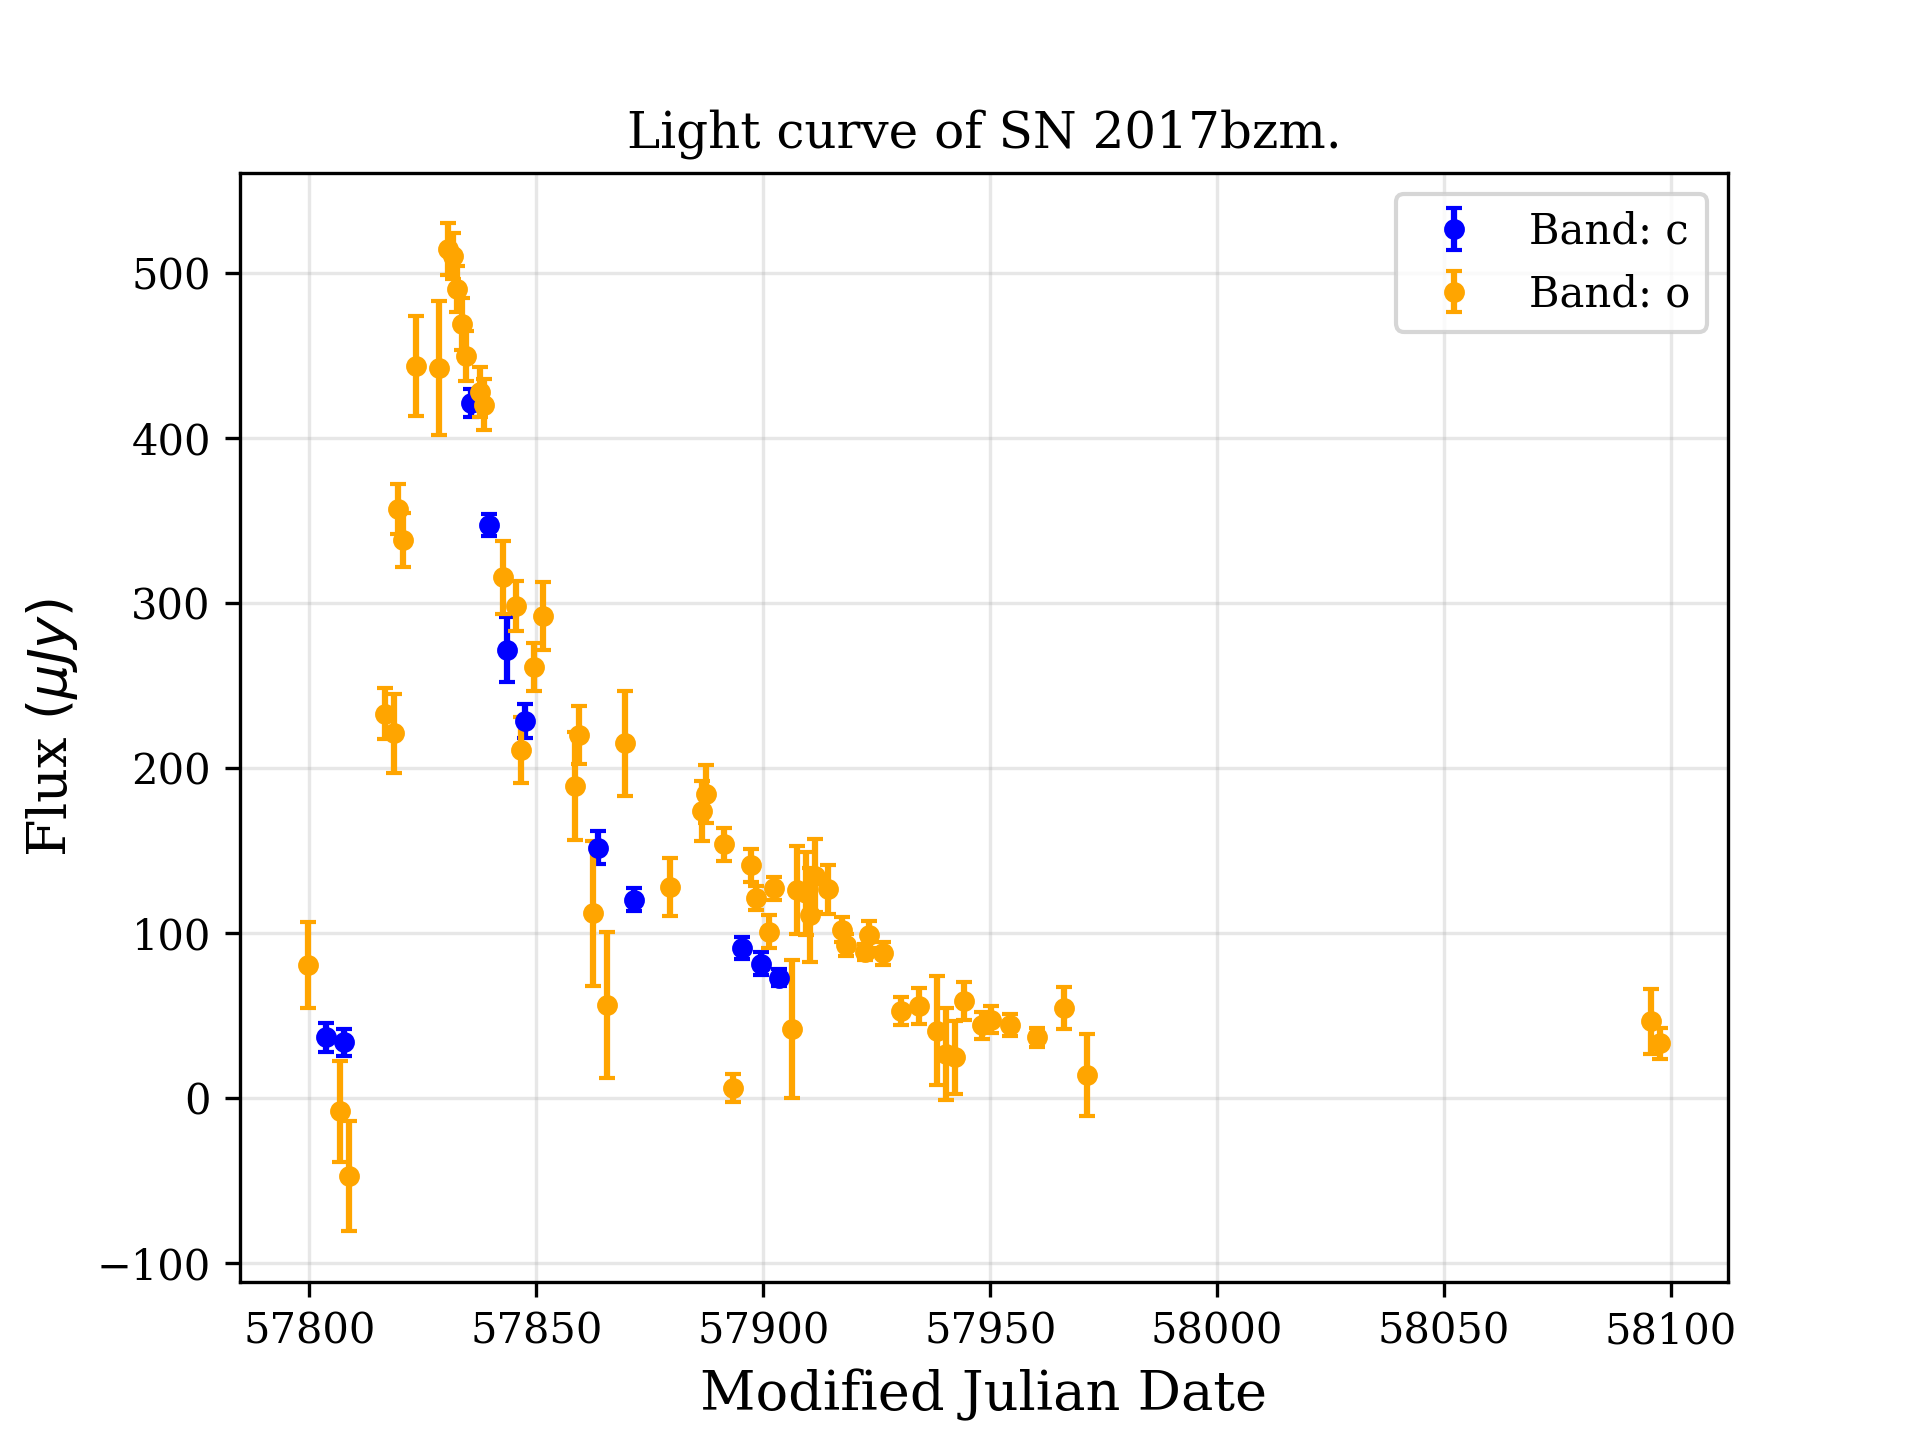 Light curve of SN 2017bzm.
Band: c
Band: o
500
400
300
200
100
0
−100
Flux (μJy)
57800 57850 57900 57950 58000 58050 58100
Modified Julian Date